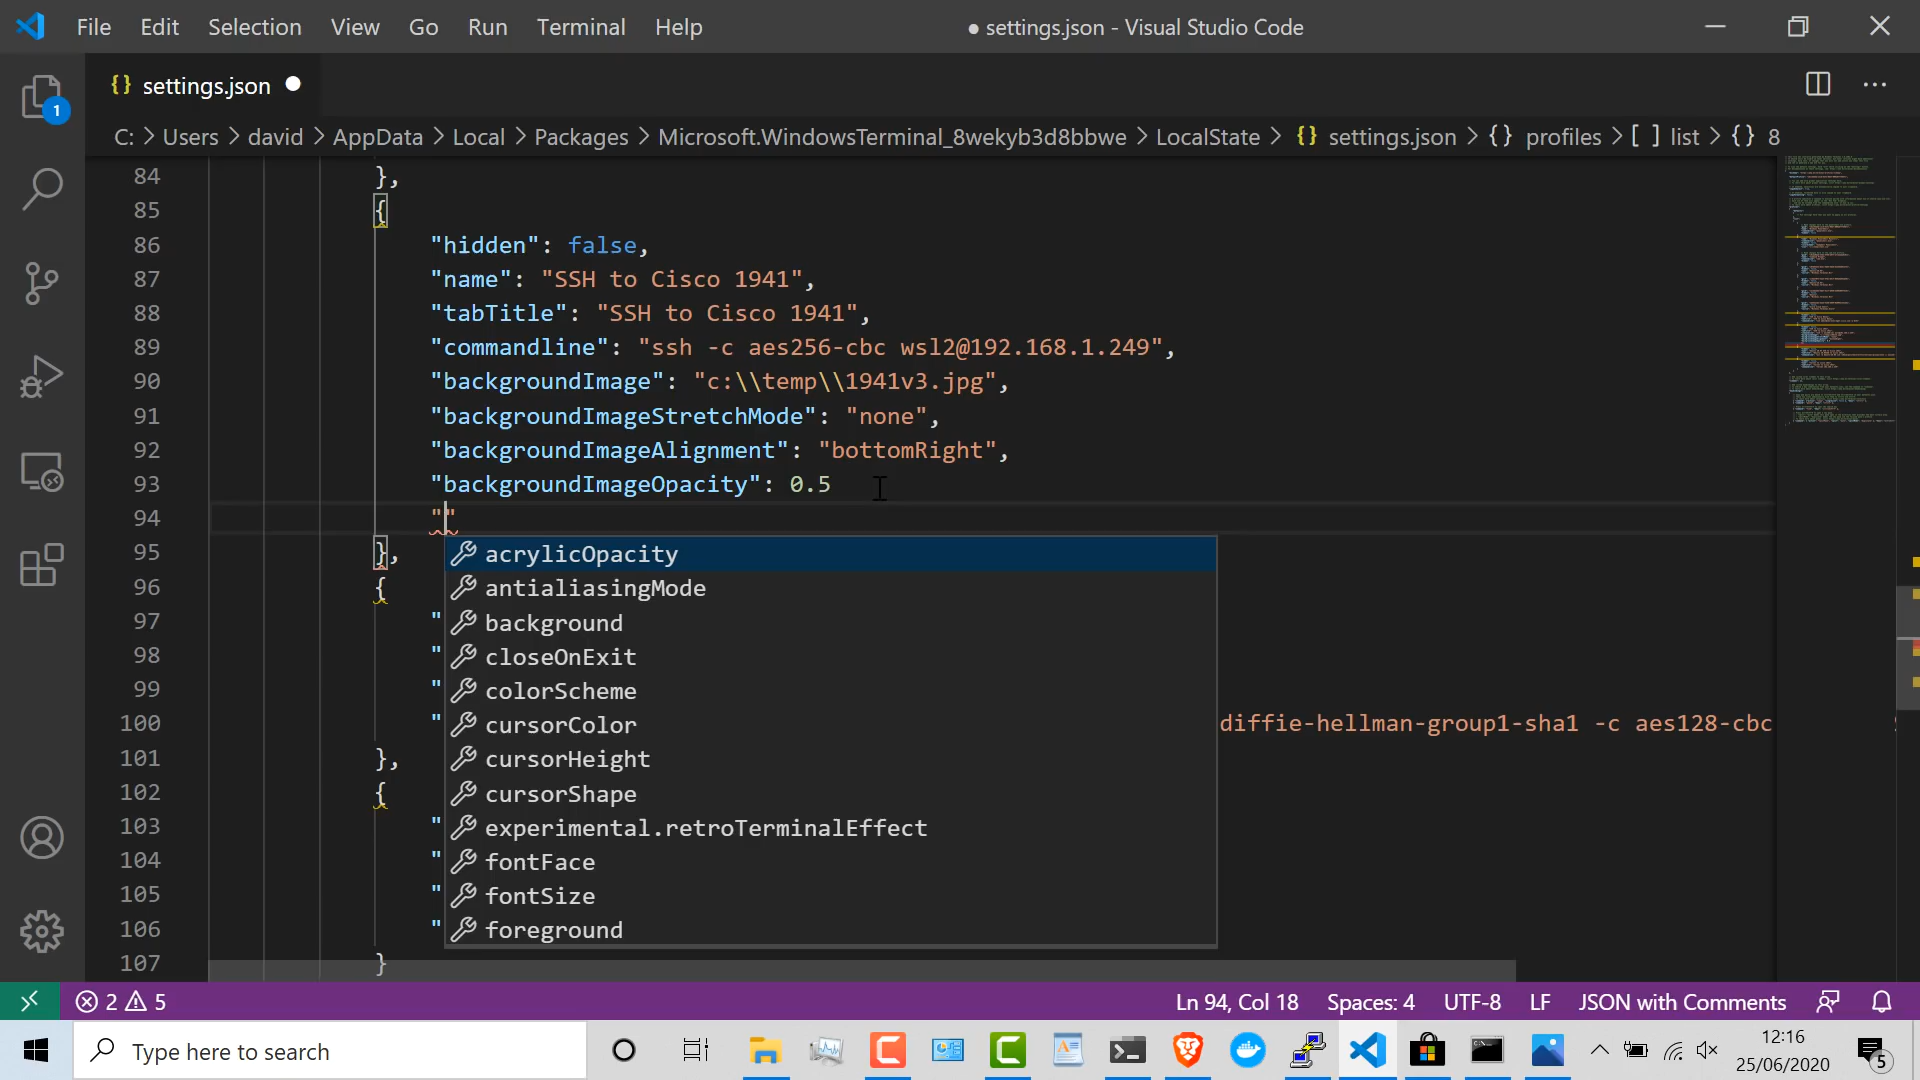 File Edit Selection View Go Run Terminal Help ● settings.json - Visual Studio Code
{} settings.json ●
C: > Users > david > AppData > Local > Packages > Microsoft.WindowsTerminal_8wekyb3d8bbwe > LocalState > {} settings.json > {} profiles > [ ] list > {} 8
1
84 },
85 {
86 "hidden": false,
87 "name": "SSH to Cisco 1941",
88 "tabTitle": "SSH to Cisco 1941",
89 "commandline": "ssh -c aes256-cbc wsl2@192.168.1.249",
90 "backgroundImage": "c:\\temp\\1941v3.jpg",
91 "backgroundImageStretchMode": "none",
92 "backgroundImageAlignment": "bottomRight",
93 "backgroundImageOpacity": 0.5
94 ""
95 },
acrylicOpacity
96 {
antialiasingMode
97 "
background
98 "
closeOnExit
99 "
colorScheme
100 "
cursorColor
diffie-hellman-group1-sha1 -c aes128-cbc
101 },
cursorHeight
102 {
cursorShape
103 "
experimental.retroTerminalEffect
104 "
fontFace
105 "
fontSize
106 "
foreground
107 }
2 5
Ln 94, Col 18 Spaces: 4 UTF-8 LF JSON with Comments
Type here to search
12:16
25/06/2020
5